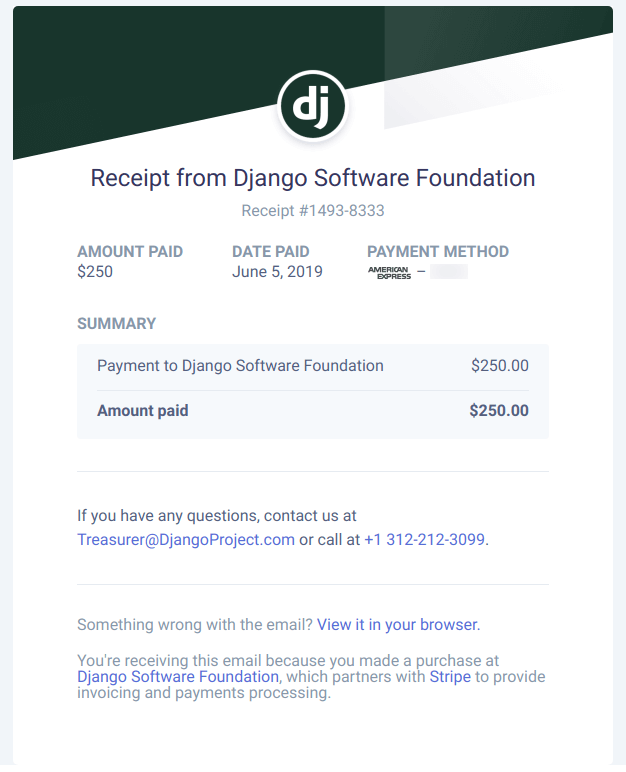 dj
Receipt from Django Software Foundation
Receipt #1493-8333
AMOUNT PAID DATE PAID PAYMENT METHOD
$250 June 5, 2019 AMERICAN EXPRESS –
SUMMARY
Payment to Django Software Foundation $250.00
Amount paid $250.00
If you have any questions, contact us at
Treasurer@DjangoProject.com or call at +1 312-212-3099.
Something wrong with the email? View it in your browser.
You're receiving this email because you made a purchase at
Django Software Foundation, which partners with Stripe to provide
invoicing and payments processing.